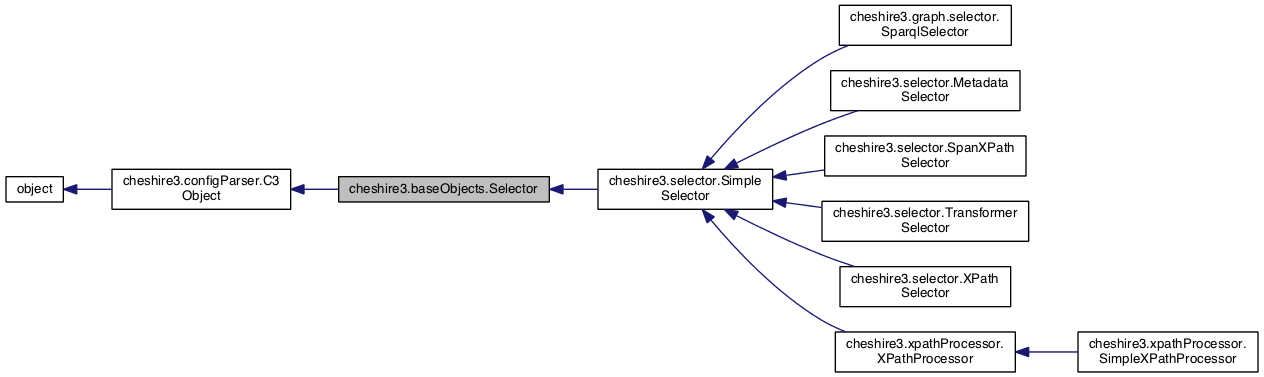 cheshire3.graph.selector.
SparqlSelector
cheshire3.selector.Metadata
Selector
cheshire3.selector.SpanXPath
Selector
object
cheshire3.configParser.C3
Object
cheshire3.baseObjects.Selector
cheshire3.selector.Simple
Selector
cheshire3.selector.Transformer
Selector
cheshire3.selector.XPath
Selector
cheshire3.xpathProcessor.
XPathProcessor
cheshire3.xpathProcessor.
SimpleXPathProcessor